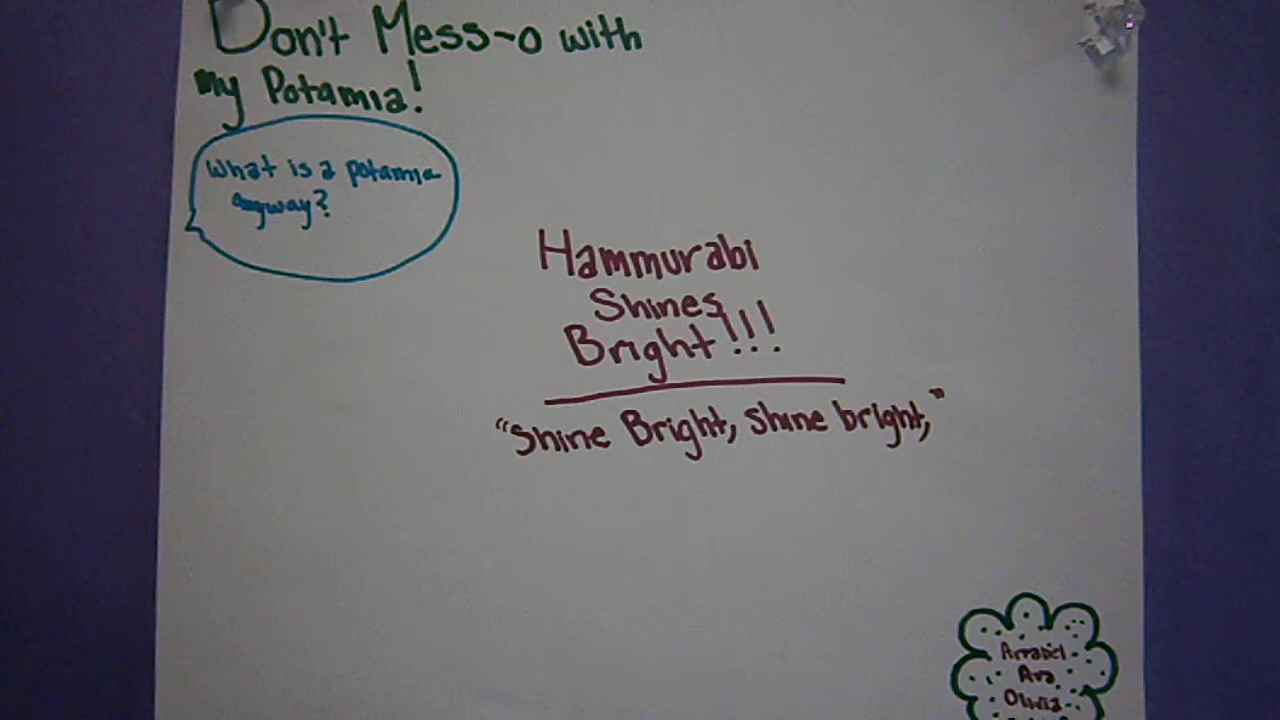 Don't Mess-o with
my Potamia!
What is a potamia
anyway?
Hammurabi
Shines
Bright!!!
"Shine Bright, shine bright,"
Ava
Olivia